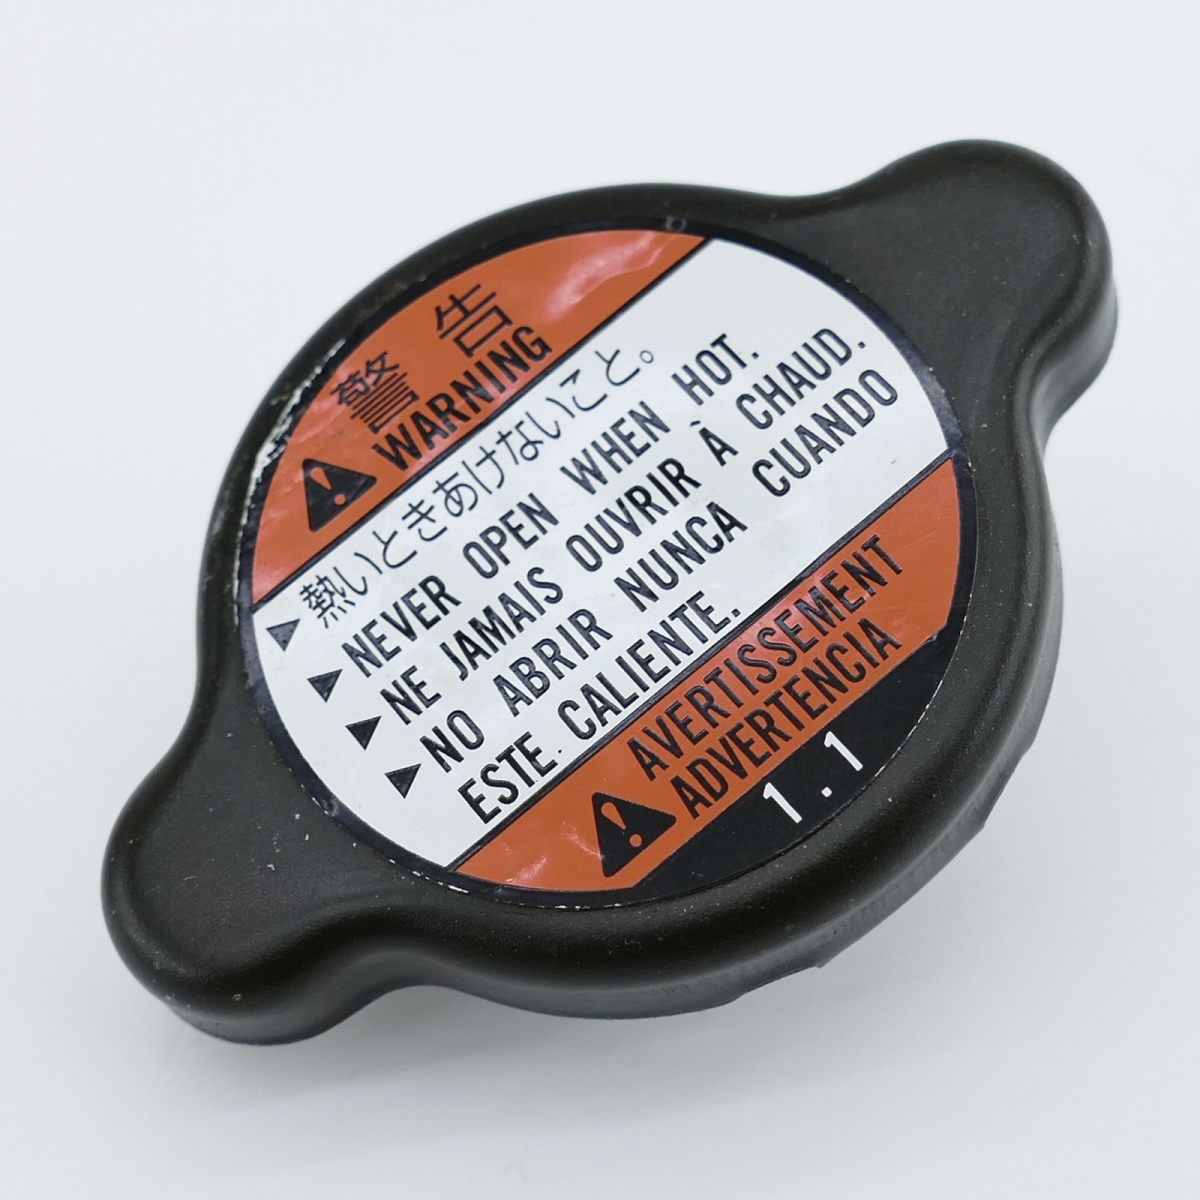 警告
WARNING
▶ 熱いときあけないこと。
▶ NEVER OPEN WHEN HOT.
▶ NE JAMAIS OUVRIR À CHAUD.
▶ NO ABRIR NUNCA CUANDO
ESTE CALIENTE.
AVERTISSEMENT
ADVERTENCIA
1.1